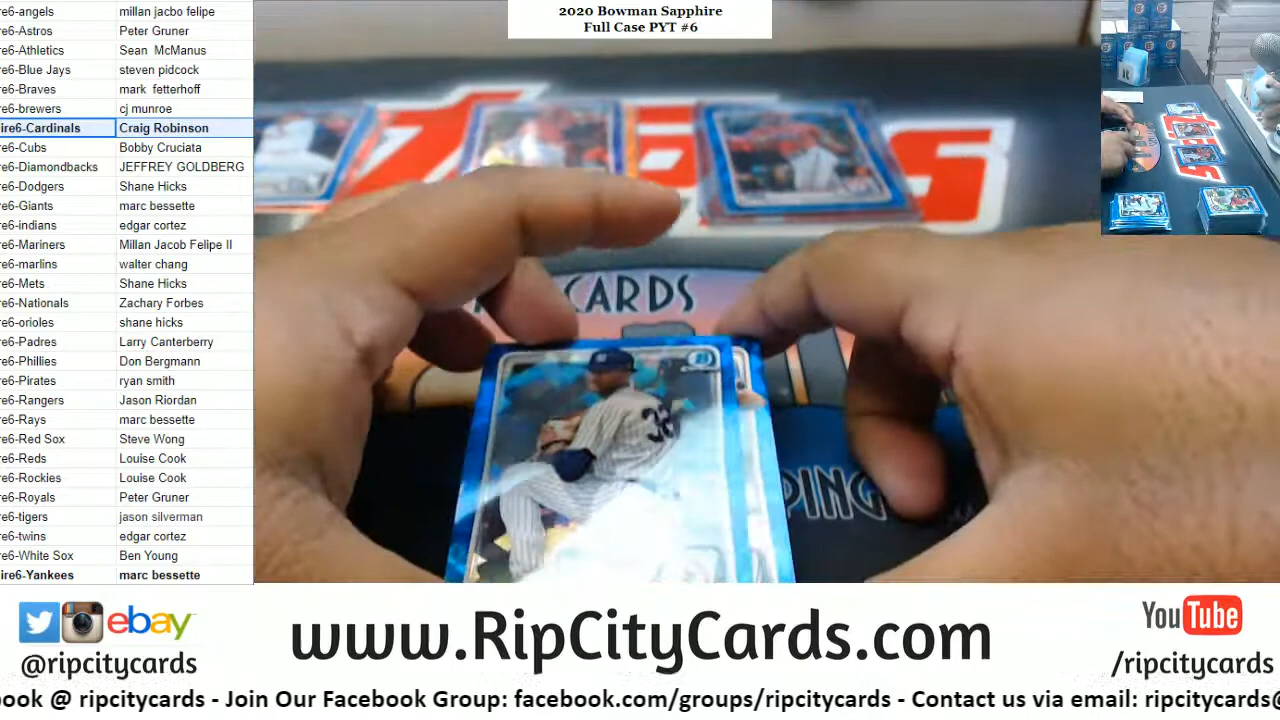 2020 Bowman Sapphire
Full Case PYT #6
re6-angels millan jacbo felipe
re6-Astros Peter Gruner
re6-Athletics Sean McManus
re6-Blue Jays steven pidcock
re6-Braves mark fetterhoff
re6-brewers cj munroe
ire6-Cardinals Craig Robinson
re6-Cubs Bobby Cruciata
re6-Diamondbacks JEFFREY GOLDBERG
re6-Dodgers Shane Hicks
re6-Giants marc bessette
re6-indians edgar cortez
re6-Mariners Millan Jacob Felipe II
re6-marlins walter chang
re6-Mets Shane Hicks
re6-Nationals Zachary Forbes
re6-orioles shane hicks
re6-Padres Larry Canterberry
re6-Phillies Don Bergmann
re6-Pirates ryan smith
re6-Rangers Jason Riordan
re6-Rays marc bessette
re6-Red Sox Steve Wong
re6-Reds Louise Cook
re6-Rockies Louise Cook
re6-Royals Peter Gruner
re6-tigers jason silverman
re6-twins edgar cortez
re6-White Sox Ben Young
ire6-Yankees marc bessette
CARDS
PING
ebay
@ripcitycards
www.RipCityCards.com
YouTube
/ripcitycards
book @ ripcitycards - Join Our Facebook Group: facebook.com/groups/ripcitycards - Contact us via email: ripcitycards@